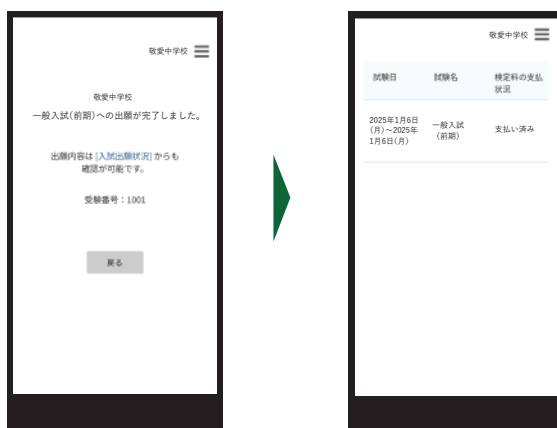 敬愛中学校
敬愛中学校
一般入試(前期)への出願が完了しました。
出願内容は [入試出願状況] からも
確認が可能です。
受験番号：1001
戻る
敬愛中学校
試験日
試験名
検定料の支払
状況
2025年1月6日
(月)～2025年
1月6日(月)
一般入試
(前期)
支払い済み